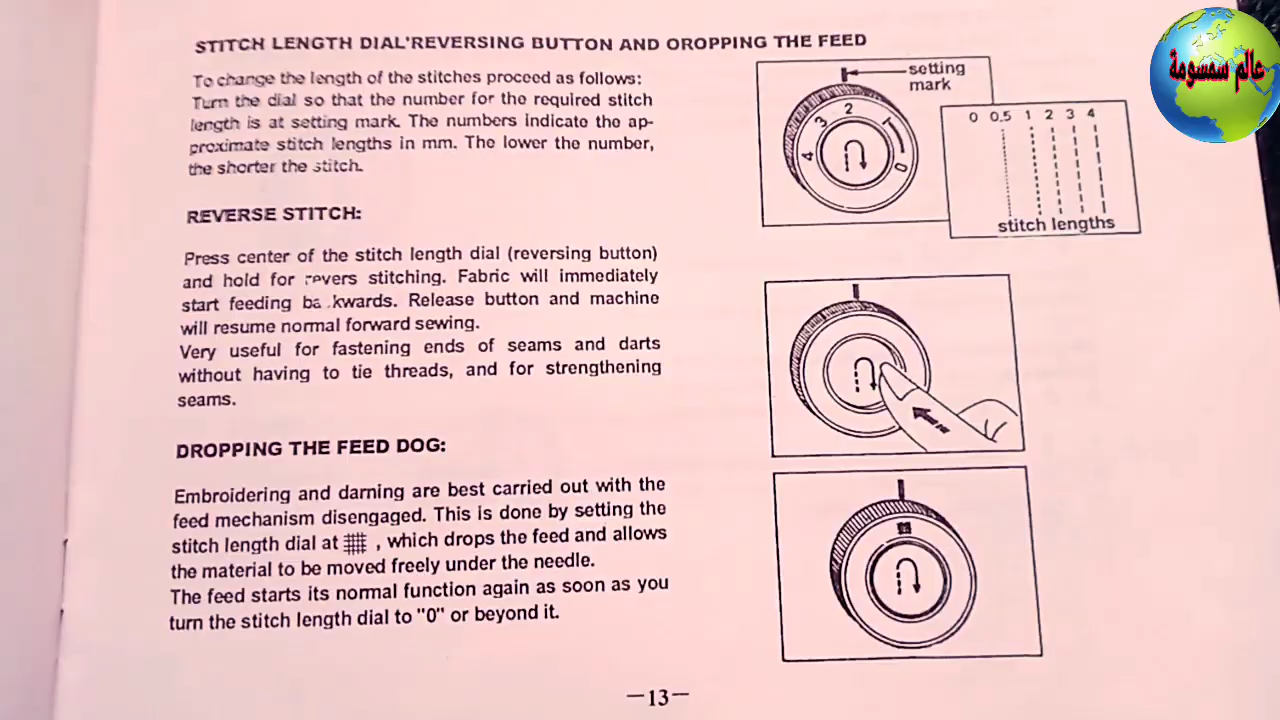 STITCH LENGTH DIAL'REVERSING BUTTON AND OROPPING THE FEED
To change the length of the stitches proceed as follows:
Turn the dial so that the number for the required stitch
length is at setting mark. The numbers indicate the ap-
proximate stitch lengths in mm. The lower the number,
the shorter the stitch.
setting
mark
4 3 2 1 0
0 0,5 1 2 3 4
stitch lengths
REVERSE STITCH:
Press center of the stitch length dial (reversing button)
and hold for revers stitching. Fabric will immediately
start feeding ba kwards. Release button and machine
will resume normal forward sewing.
Very useful for fastening ends of seams and darts
without having to tie threads, and for strengthening
seams.
DROPPING THE FEED DOG:
Embroidering and darning are best carried out with the
feed mechanism disengaged. This is done by setting the
stitch length dial at , which drops the feed and allows
the material to be moved freely under the needle.
The feed starts its normal function again as soon as you
turn the stitch length dial to "0" or beyond it.
—13—
عالم سمسومة